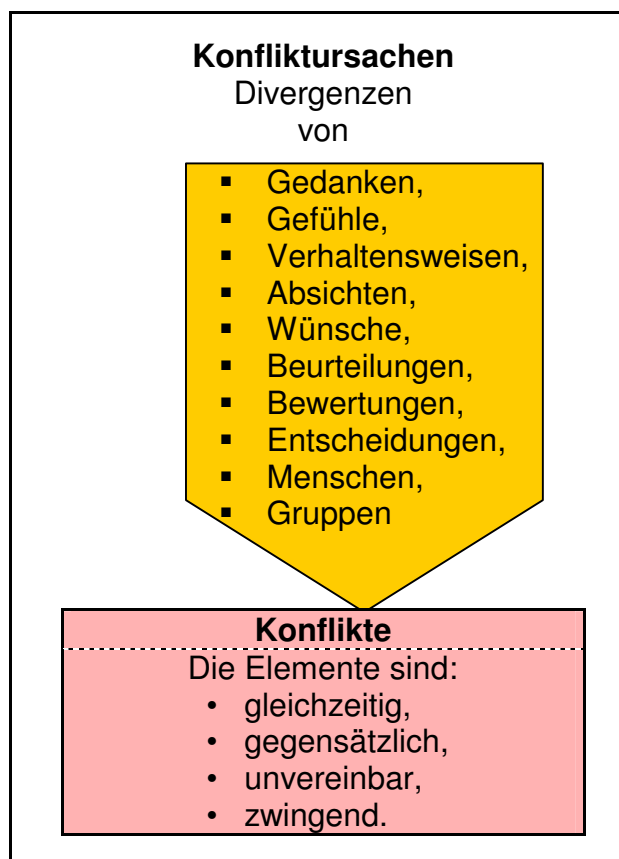 Konfliktursachen
Divergenzen
von
▪ Gedanken,
▪ Gefühle,
▪ Verhaltensweisen,
▪ Absichten,
▪ Wünsche,
▪ Beurteilungen,
▪ Bewertungen,
▪ Entscheidungen,
▪ Menschen,
▪ Gruppen
Konflikte
Die Elemente sind:
• gleichzeitig,
• gegensätzlich,
• unvereinbar,
• zwingend.